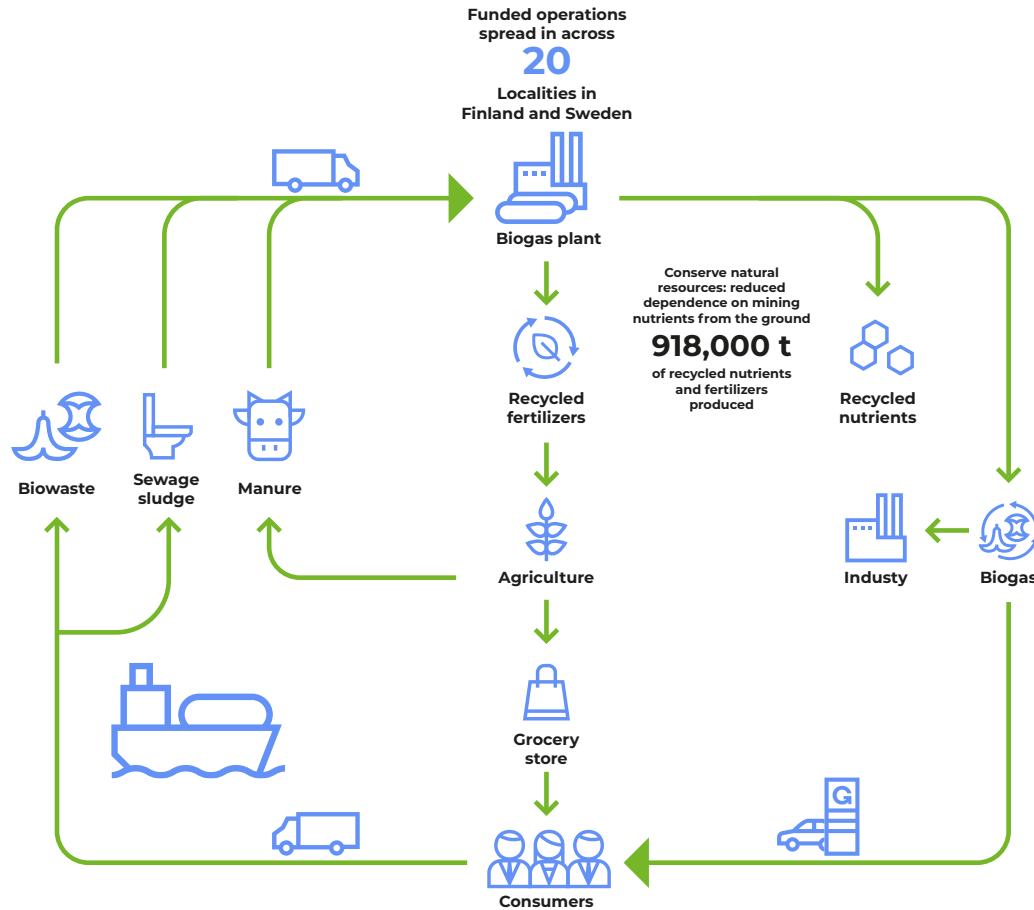 Funded operations
spread in across
20
Localities in
Finland and Sweden
Biogas plant
Conserve natural
resources: reduced
dependence on mining
nutrients from the ground
918,000 t
of recycled nutrients
and fertilizers
produced
Recycled
fertilizers
Recycled
nutrients
Biowaste
Sewage
sludge
Manure
Agriculture
Industy
Biogas
Grocery
store
G
Consumers